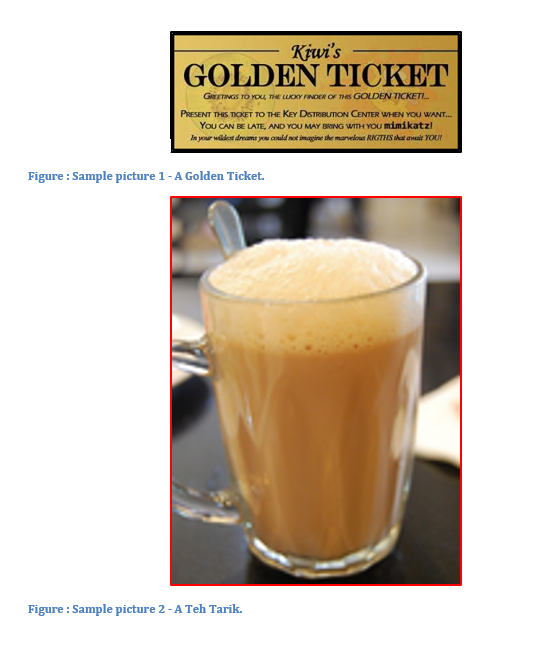 Kiwi's
GOLDEN TICKET
GREETINGS TO YOU, THE LUCKY FINDER OF THIS GOLDEN TICKET!...
PRESENT THIS TICKET TO THE KEY DISTRIBUTION CENTER WHEN YOU WANT...
YOU CAN BE LATE, AND YOU MAY BRING WITH YOU mimikatz!
In your wildest dreams you could not imagine the marvelous RIGTHS that await YOU!
Figure : Sample picture 1 - A Golden Ticket.
Figure : Sample picture 2 - A Teh Tarik.